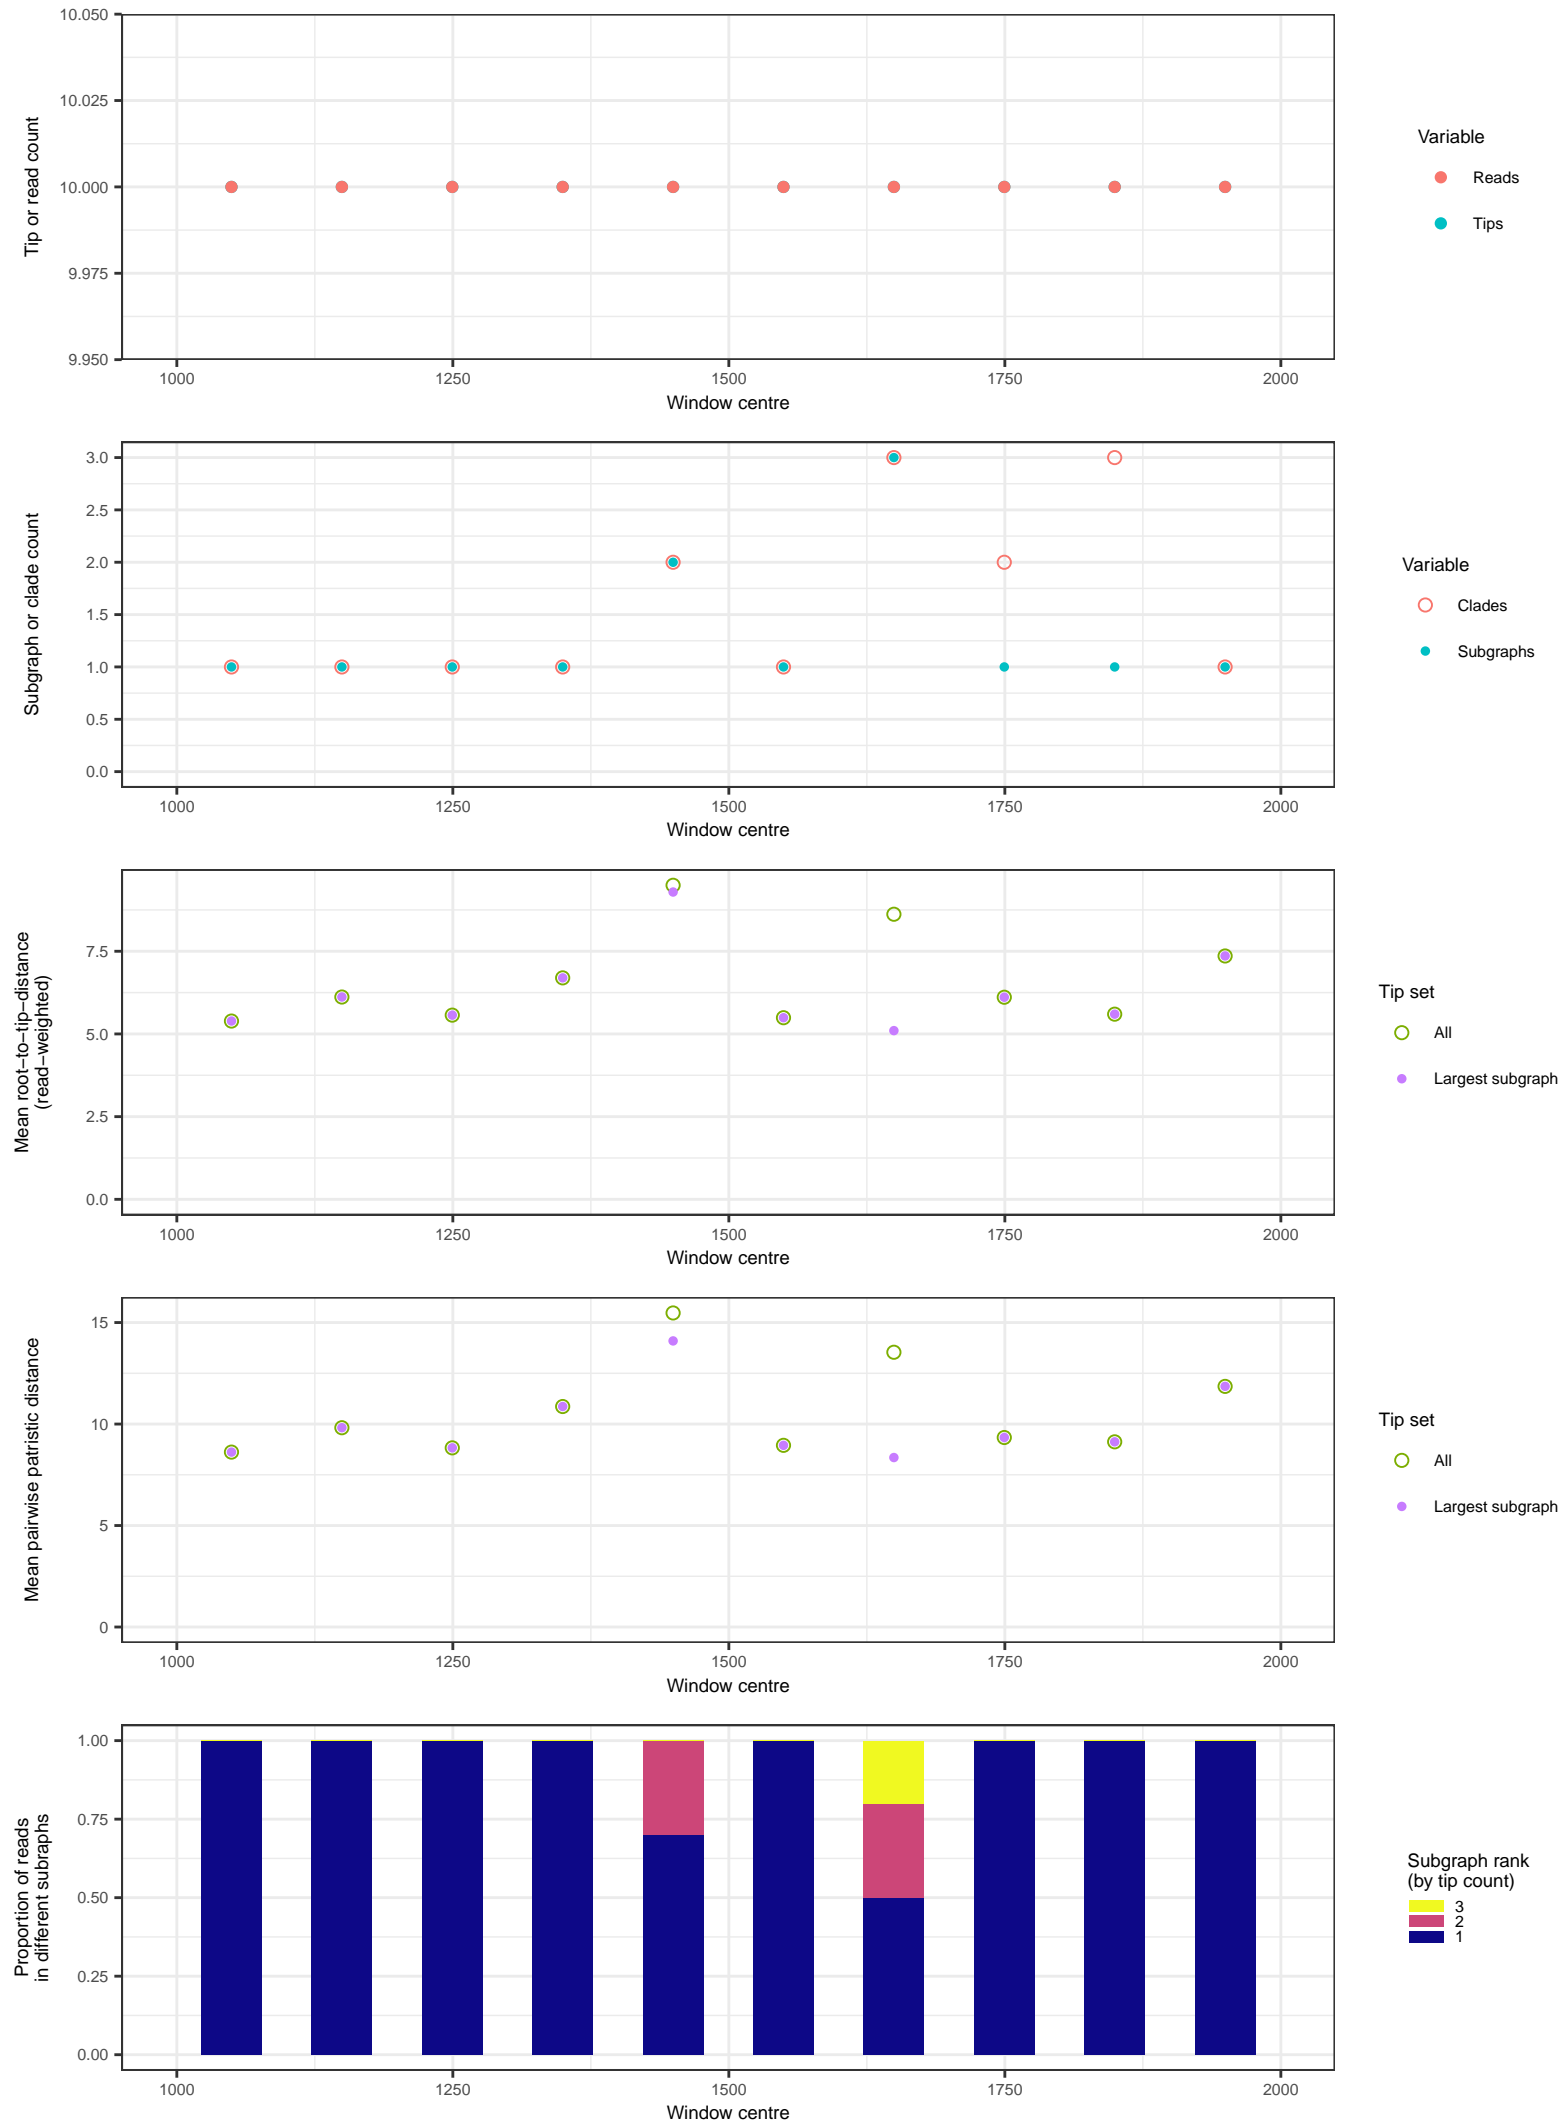 10.050
10.025
10.000
9.975
9.950
Tip or read count
1000 1250 1500 1750 2000
Window centre
Variable
Reads
Tips
3.0
2.5
2.0
1.5
1.0
0.5
0.0
Subgraph or clade count
1000 1250 1500 1750 2000
Window centre
Variable
Clades
Subgraphs
7.5
5.0
2.5
0.0
Mean root−to−tip−distance
(read−weighted)
1000 1250 1500 1750 2000
Window centre
Tip set
All
Largest subgraph
15
10
5
0
Mean pairwise patristic distance
1000 1250 1500 1750 2000
Window centre
Tip set
All
Largest subgraph
1.00
0.75
0.50
0.25
0.00
Proportion of reads
in different subraphs
1000 1250 1500 1750 2000
Window centre
Subgraph rank
(by tip count)
3
2
1